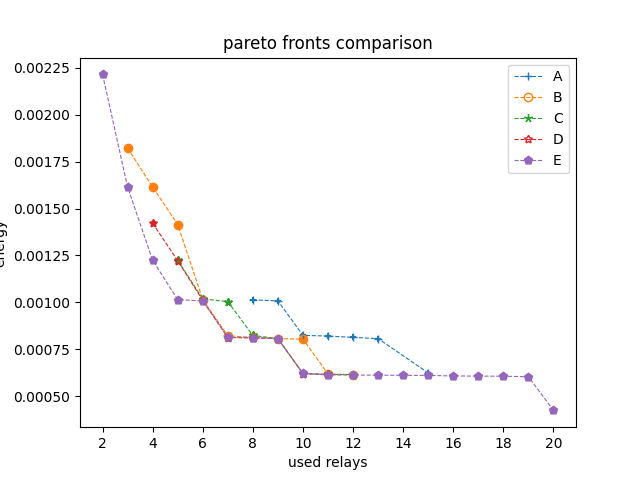 pareto fronts comparison
0.00225
0.00200
0.00175
0.00150
0.00125
0.00100
0.00075
0.00050
energy
A
B
C
D
E
2 4 6 8 10 12 14 16 18 20
used relays